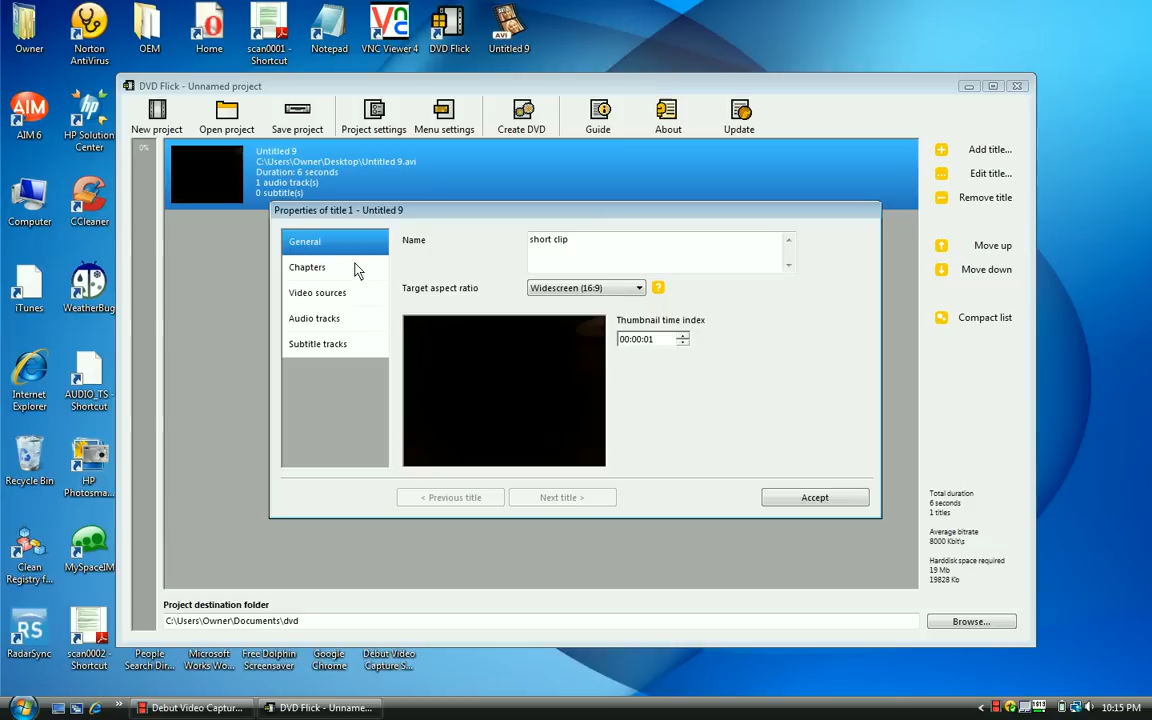 Owner
Norton
AntiVirus
OEM
Home
scan0001 -
Shortcut
Notepad
VNC Viewer 4
DVD Flick
Untitled 9
AIM 6
HP Solution
Center
Computer
CCleaner
iTunes
WeatherBug
Internet
Explorer
AUDIO_TS -
Shortcut
Recycle Bin
HP
Photosma...
Clean
Registry f...
MySpaceIM
RadarSync
scan0002 -
Shortcut
People
Search Dir...
Microsoft
Works Wo...
Free Dolphin
Screensaver
Google
Chrome
Debut Video
Capture S...
DVD Flick - Unnamed project
New project
Open project
Save project
Project settings
Menu settings
Create DVD
Guide
About
Update
0%
Untitled 9
C:\Users\Owner\Desktop\Untitled 9.avi
Duration: 6 seconds
1 audio track(s)
0 subtitle(s)
Add title...
Edit title...
Remove title
Move up
Move down
Compact list
Properties of title 1 - Untitled 9
General
Chapters
Video sources
Audio tracks
Subtitle tracks
Name
short clip
Target aspect ratio
Widescreen (16:9)
Thumbnail time index
00:00:01
< Previous title
Next title >
Accept
Total duration
6 seconds
1 titles
Average bitrate
8000 Kbit\s
Harddisk space required
19 Mb
19828 Kb
Project destination folder
C:\Users\Owner\Documents\dvd
Browse...
Debut Video Captur...
DVD Flick - Unname...
10:15 PM